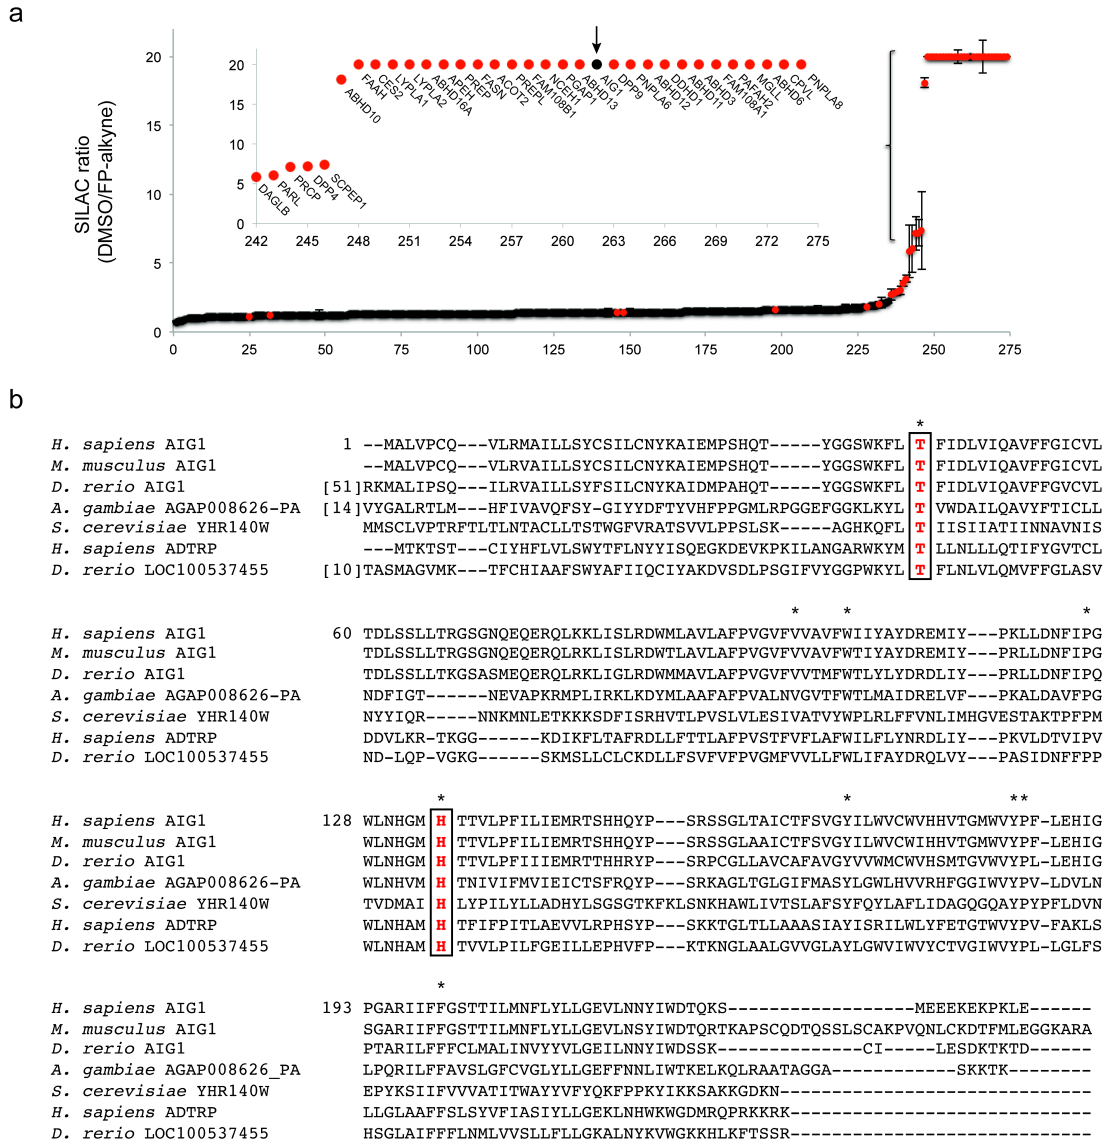 a
SILAC ratio
(DMSO/FP-alkyne)
20
15
10
5
0
0 25 50 75 100 125 150 175 200 225 250 275
20
15
10
5
0
242 245 248 251 254 257 260 263 266 269 272 275
DAGLB
PARL
PRCP
DPP4
SCPEP1
ABHD10
FAAH
CES2
LYPLA1
LYPLA2
ABHD16A
APEH
PREP
FASN
ACOT2
PREPL
FAM108B1
NCEH1
PGAP1
ABHD13
AIG1
DPP9
PNPLA6
ABHD12
DDHD1
ABHD11
ABHD3
FAM108A1
PAFAH2
MGLL
ABHD6
CPVL
PNPLA8
b
*
H. sapiens AIG1 1 --MALVPCQ---VLRMAILLSYCSILCNYKAIEMPSHQT-----YGGSWKFL T FIDLVIQAVFFGICVL
M. musculus AIG1 --MALVPCQ---VLRVAILLSYCSILCNYKAIEMPSHQT-----YGGSWKFL T FIDLVIQAVFFGICVL
D. rerio AIG1 [51]RKMALIPSQ---ILRVAILLSYFSILCNYKAIDMPAHQT-----YGGSWKFL T FIDLVIQAVFFGVCVL
A. gambiae AGAP008626-PA [14]VYGALRTLM---HFIVAVQFSY-GIYYDFTYVHFPPGMLRPGGEFGGKLKYL T VWDAILQAVYFTICLL
S. cerevisiae YHR140W MMSCLVPTRFTLTLNTACLLTSTWGFVRATSVVLPPSLSK-----AGHKQFL T IISIIATIINNAVNIS
H. sapiens ADTRP ---MTKTST---CIYHFLVLSWYTFLNYYISQEGKDEVKPKILANGARWKYM T LLNLLLQTIFYGVTCL
D. rerio LOC100537455 [10]TASMAGVMK---TFCHIAAFSWYAFIIQCIYAKDVSDLPSGIFVYGGPWKYL T FLNLVLQMVFFGLASV
* * *
H. sapiens AIG1 60 TDLSSLLTRGSGNQEQERQLKKLISLRDWMLAVLAFPVGVFVVAVFWIIYAYDREMIY---PKLLDNFIPG
M. musculus AIG1 TDLSSLLTRGSGNQEQERQLRKLISLRDWTLAVLAFPVGVFVVAVFWTIYAYDREMIY---PRLLDNFIPG
D. rerio AIG1 TDLSSLLTKGSASMEQERQLRKLIGLRDWMMAVLAFPVGVFVVTMFWTLYLYDRDLIY---PRLLDNFIPQ
A. gambiae AGAP008626-PA NDFIGT------NEVAPKRMPLIRKLKDYMLAAFAFPVALNVGVTFWTLMAIDRELVF---PKALDAVFPG
S. cerevisiae YHR140W NYYIQR-----NNKMNLETKKKSDFISRHVTLPVSLVLESIVATVYWPLRLFFVNLIMHGVESTAKTPFPM
H. sapiens ADTRP DDVLKR-TKGG------KDIKFLTAFRDLLFTTLAFPVSTFVFLAFWILFLYNRDLIY---PKVLDTVIPV
D. rerio LOC100537455 ND-LQP-VGKG------SKMSLLCLCKDLLFSVFVFPVGMFVVLLFWLIFAYDRQLVY---PASIDNFFPP
* * **
H. sapiens AIG1 128 WLNHGM H TTVLPFILIEMRTSHHQYP---SRSSGLTAICTFSVGYILWVCWVHHVTGMWVYPF-LEHIG
M. musculus AIG1 WLNHGM H TTVLPFILIEMRTSHHQYP---SRSSGLAAICTFSVGYILWVCWIHHVTGMWVYPF-LEHIG
D. rerio AIG1 WLNHGM H TTVLPFIIIEMRTTHHRYP---SRPCGLAAVCAFAVGYVVWMCWVHSMTGVWVYPL-LEHIG
A. gambiae AGAP008626-PA WLNHVM H TNIVIFMVIEICTSFRQYP---SRKAGLTGLGIFMASYLGWLHVVRHFGGIWVYPV-LDVLN
S. cerevisiae YHR140W TVDMAI H LYPILYLLADHYLSGSGTKFKLSNKHAWLIVTSLAFSYFQYLAFLIDAGQGQAYPYPFLDVN
H. sapiens ADTRP WLNHAM H TFIFPITLAEVVLRPHSYP---SKKTGLTLLAAASIAYISRILWLYFETGTWVYPV-FAKLS
D. rerio LOC100537455 WLNHAM H TVVLPILFGEILLEPHVFP---KTKNGLAALGVVGLAYLGWVIWVYCTVGIWVYPL-LGLFS
*
H. sapiens AIG1 193 PGARIIFFGSTTILMNFLYLLGEVLNNYIWDTQKS------------------MEEEKEKPKLE------
M. musculus AIG1 SGARIIFFGSTTILMNFLYLLGEVLNSYIWDTQRTKAPSCQDTQSSLSCAKPVQNLCKDTFMLEGGKARA
D. rerio AIG1 PTARILFFFCLMALINVYYVLGEILNNYIWDSSK--------------CI-----LESDKTKTD------
A. gambiae AGAP008626_PA LPQRILFFAVSLGFCVGLYLLGEFFNNLIWTKELKQLRAATAGGA------------SKKTK--------
S. cerevisiae YHR140W EPYKSIIFVVVATITWAYYVFYQKFPPKYIKKSAKKGDKN------------------------------
H. sapiens ADTRP LLGLAAFFSLSYVFIASIYLLGEKLNHWKWGDMRQPRKKRK-----------------------------
D. rerio LOC100537455 HSGLAIFFFLNMLVVSLLFLLGKALNYKVWGKKHLKFTSSR-----------------------------